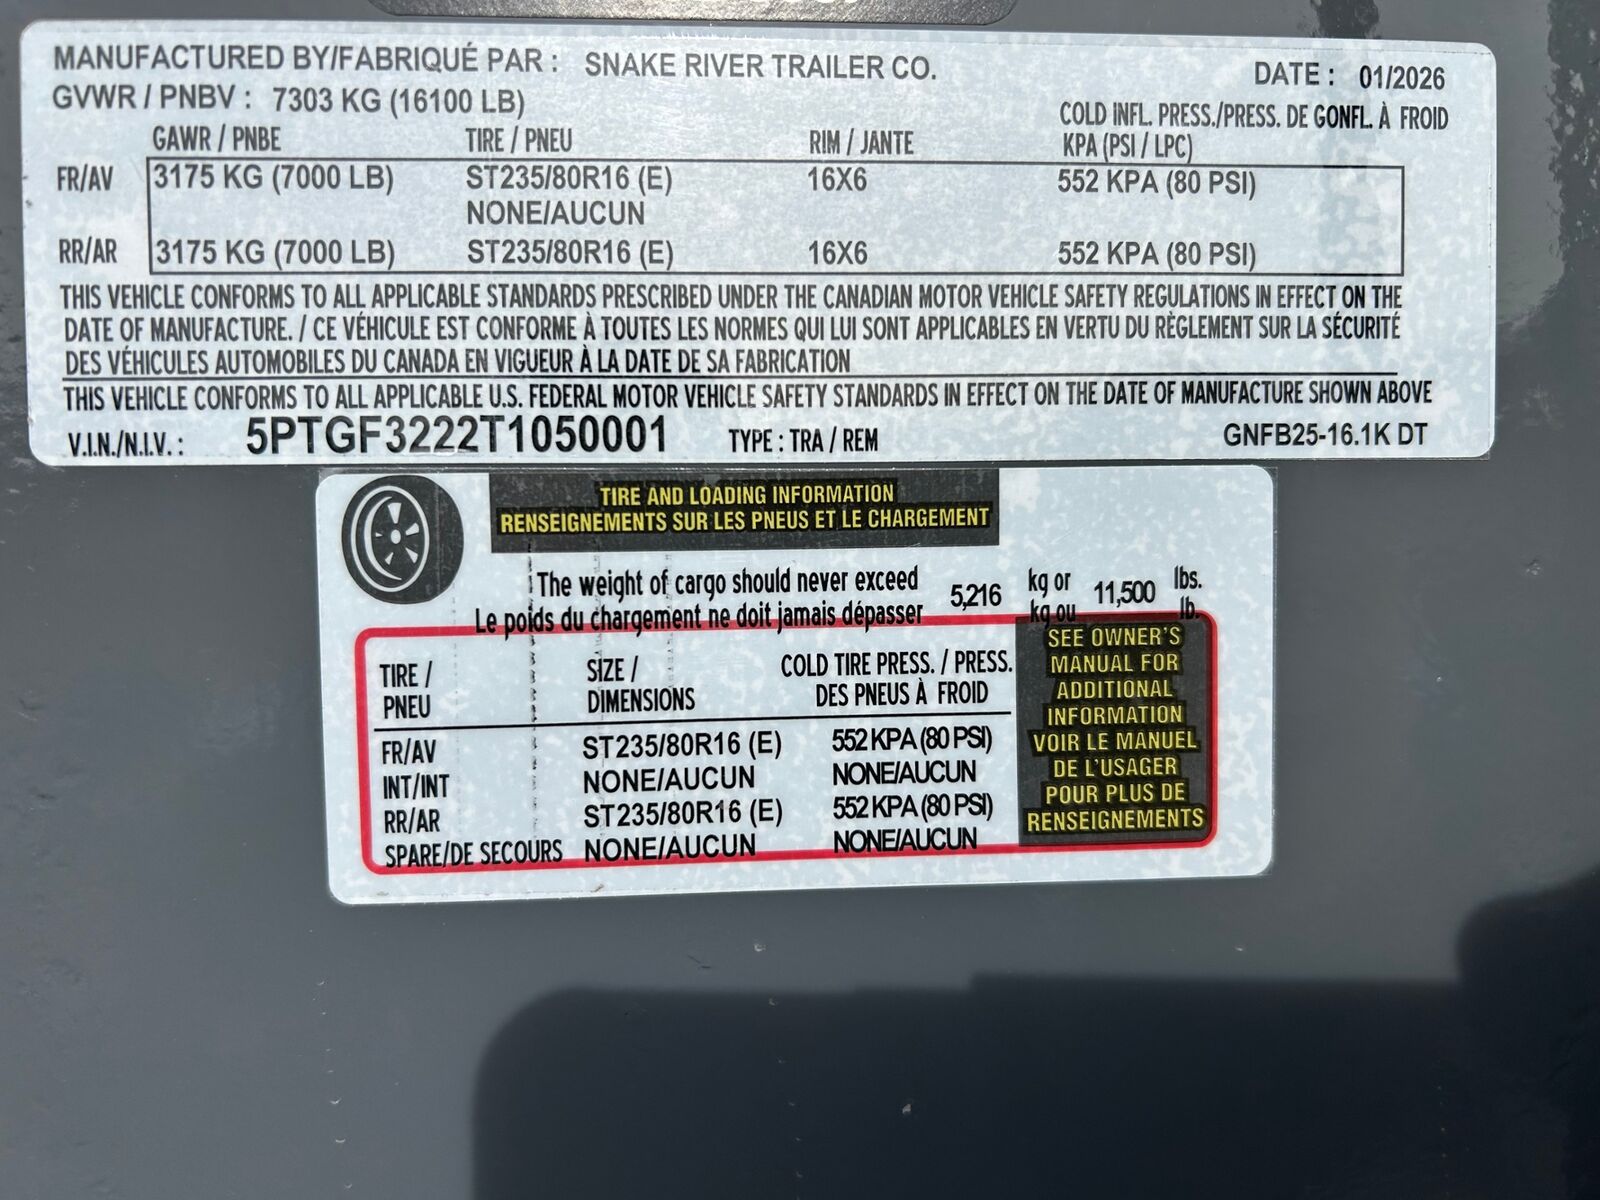 MANUFACTURED BY/FABRIQUÉ PAR : SNAKE RIVER TRAILER CO. DATE : 01/2026
GVWR / PNBV : 7303 KG (16100 LB)
COLD INFL. PRESS./PRESS. DE GONFL. À FROID
GAWR / PNBE TIRE / PNEU RIM / JANTE KPA (PSI / LPC)
FR/AV 3175 KG (7000 LB) ST235/80R16 (E) 16X6 552 KPA (80 PSI)
NONE/AUCUN
RR/AR 3175 KG (7000 LB) ST235/80R16 (E) 16X6 552 KPA (80 PSI)
THIS VEHICLE CONFORMS TO ALL APPLICABLE STANDARDS PRESCRIBED UNDER THE CANADIAN MOTOR VEHICLE SAFETY REGULATIONS IN EFFECT ON THE
DATE OF MANUFACTURE. / CE VÉHICULE EST CONFORME À TOUTES LES NORMES QUI LUI SONT APPLICABLES EN VERTU DU RÈGLEMENT SUR LA SÉCURITÉ
DES VÉHICULES AUTOMOBILES DU CANADA EN VIGUEUR À LA DATE DE SA FABRICATION
THIS VEHICLE CONFORMS TO ALL APPLICABLE U.S. FEDERAL MOTOR VEHICLE SAFETY STANDARDS IN EFFECT ON THE DATE OF MANUFACTURE SHOWN ABOVE
V.I.N./N.I.V. : 5PTGF3222T1050001 TYPE : TRA / REM GNFB25-16.1K DT
TIRE AND LOADING INFORMATION
RENSEIGNEMENTS SUR LES PNEUS ET LE CHARGEMENT
The weight of cargo should never exceed 5,216 kg or 11,500 lbs.
Le poids du chargement ne doit jamais dépasser kg ou lb.
TIRE / SIZE / COLD TIRE PRESS. / PRESS.
PNEU DIMENSIONS DES PNEUS À FROID
FR/AV ST235/80R16 (E) 552 KPA (80 PSI)
INT/INT NONE/AUCUN NONE/AUCUN
RR/AR ST235/80R16 (E) 552 KPA (80 PSI)
SPARE/DE SECOURS NONE/AUCUN NONE/AUCUN
SEE OWNER'S
MANUAL FOR
ADDITIONAL
INFORMATION
VOIR LE MANUEL
DE L'USAGER
POUR PLUS DE
RENSEIGNEMENTS